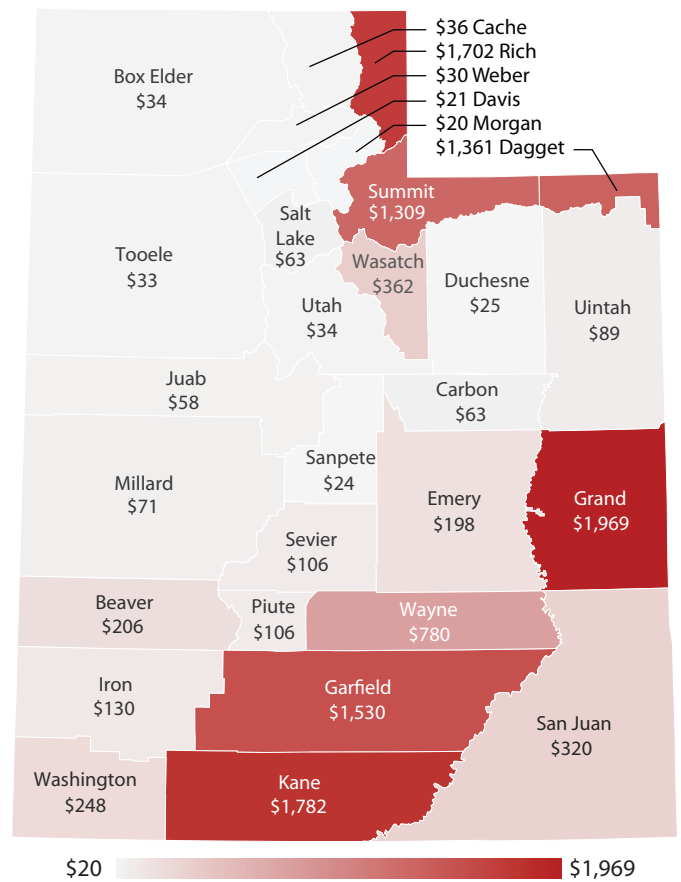 $36 Cache
$1,702 Rich
$30 Weber
$21 Davis
$20 Morgan
$1,361 Dagget
Box Elder
$34
Summit
$1,309
Salt
Lake
$63
Tooele
$33
Wasatch
$362
Duchesne
$25
Uintah
$89
Utah
$34
Juab
$58
Carbon
$63
Sanpete
$24
Millard
$71
Emery
$198
Grand
$1,969
Sevier
$106
Beaver
$206
Piute
$106
Wayne
$780
Iron
$130
Garfield
$1,530
San Juan
$320
Washington
$248
Kane
$1,782
$20
$1,969